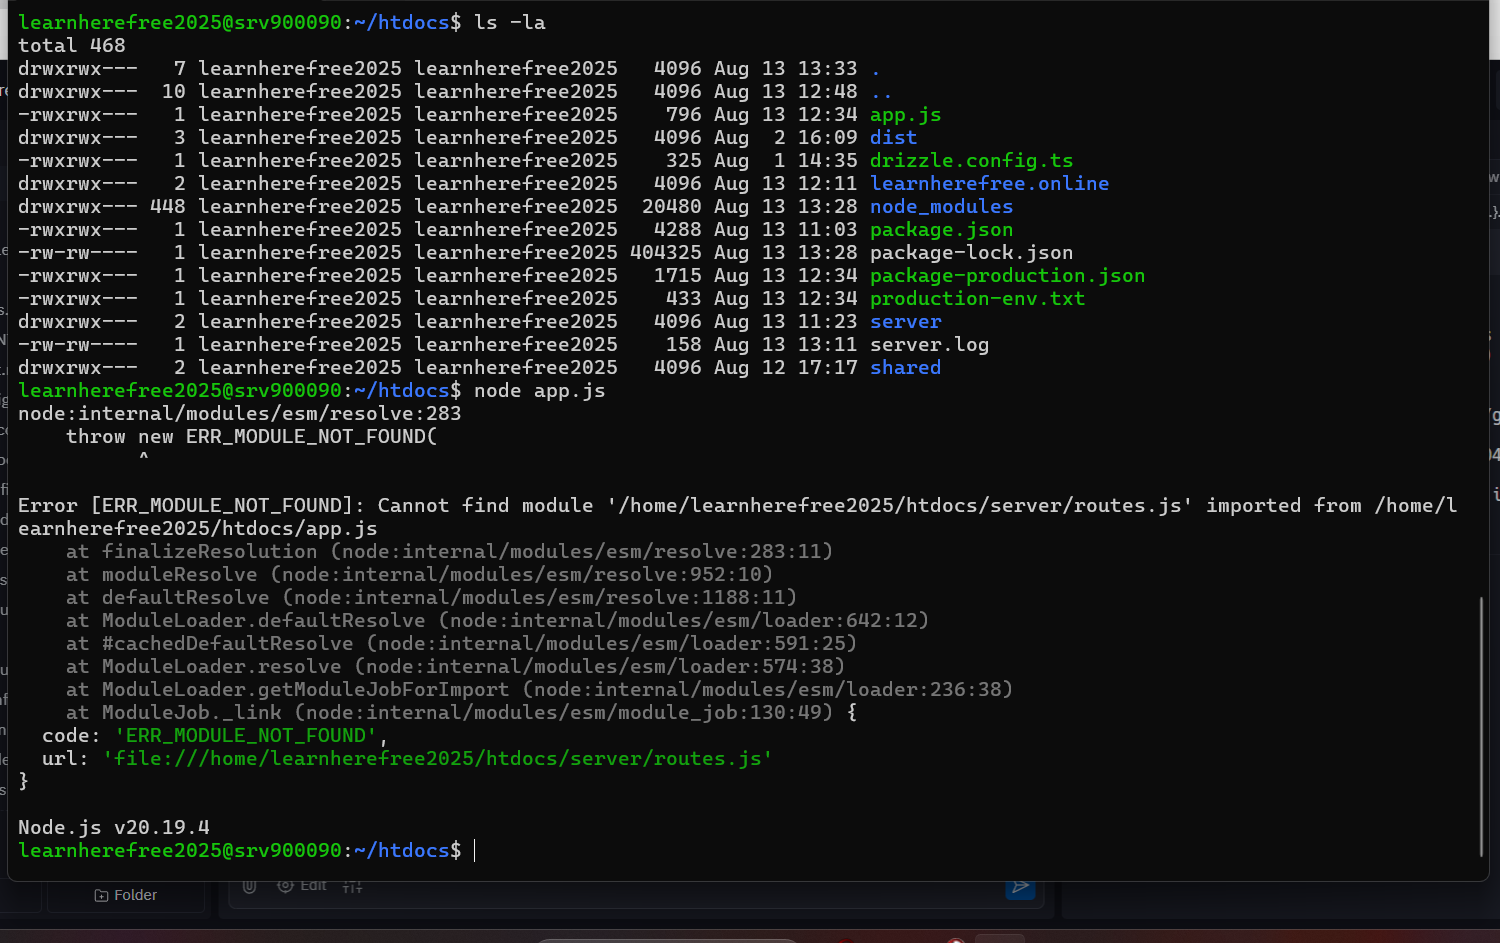 learnherefree2025@srv900090:~/htdocs$ ls -la
total 468
drwxrwx---   7 learnherefree2025 learnherefree2025   4096 Aug 13 13:33 .
drwxrwx---  10 learnherefree2025 learnherefree2025   4096 Aug 13 12:48 ..
-rwxrwx---   1 learnherefree2025 learnherefree2025    796 Aug 13 12:34 app.js
drwxrwx---   3 learnherefree2025 learnherefree2025   4096 Aug  2 16:09 dist
-rwxrwx---   1 learnherefree2025 learnherefree2025    325 Aug  1 14:35 drizzle.config.ts
drwxrwx---   2 learnherefree2025 learnherefree2025   4096 Aug 13 12:11 learnherefree.online
drwxrwx--- 448 learnherefree2025 learnherefree2025  20480 Aug 13 13:28 node_modules
-rwxrwx---   1 learnherefree2025 learnherefree2025   4288 Aug 13 11:03 package.json
-rw-rw----   1 learnherefree2025 learnherefree2025 404325 Aug 13 13:28 package-lock.json
-rwxrwx---   1 learnherefree2025 learnherefree2025   1715 Aug 13 12:34 package-production.json
-rwxrwx---   1 learnherefree2025 learnherefree2025    433 Aug 13 12:34 production-env.txt
drwxrwx---   2 learnherefree2025 learnherefree2025   4096 Aug 13 11:23 server
-rw-rw----   1 learnherefree2025 learnherefree2025    158 Aug 13 13:11 server.log
drwxrwx---   2 learnherefree2025 learnherefree2025   4096 Aug 12 17:17 shared
learnherefree2025@srv900090:~/htdocs$ node app.js
node:internal/modules/esm/resolve:283
    throw new ERR_MODULE_NOT_FOUND(
          ^
Error [ERR_MODULE_NOT_FOUND]: Cannot find module '/home/learnherefree2025/htdocs/server/routes.js' imported from /home/l
earnherefree2025/htdocs/app.js
    at finalizeResolution (node:internal/modules/esm/resolve:283:11)
    at moduleResolve (node:internal/modules/esm/resolve:952:10)
    at defaultResolve (node:internal/modules/esm/resolve:1188:11)
    at ModuleLoader.defaultResolve (node:internal/modules/esm/loader:642:12)
    at #cachedDefaultResolve (node:internal/modules/esm/loader:591:25)
    at ModuleLoader.resolve (node:internal/modules/esm/loader:574:38)
    at ModuleLoader.getModuleJobForImport (node:internal/modules/esm/loader:236:38)
    at ModuleJob._link (node:internal/modules/esm/module_job:130:49) {
  code: 'ERR_MODULE_NOT_FOUND',
  url: 'file:///home/learnherefree2025/htdocs/server/routes.js'
}
Node.js v20.19.4
learnherefree2025@srv900090:~/htdocs$
Edit
Folder